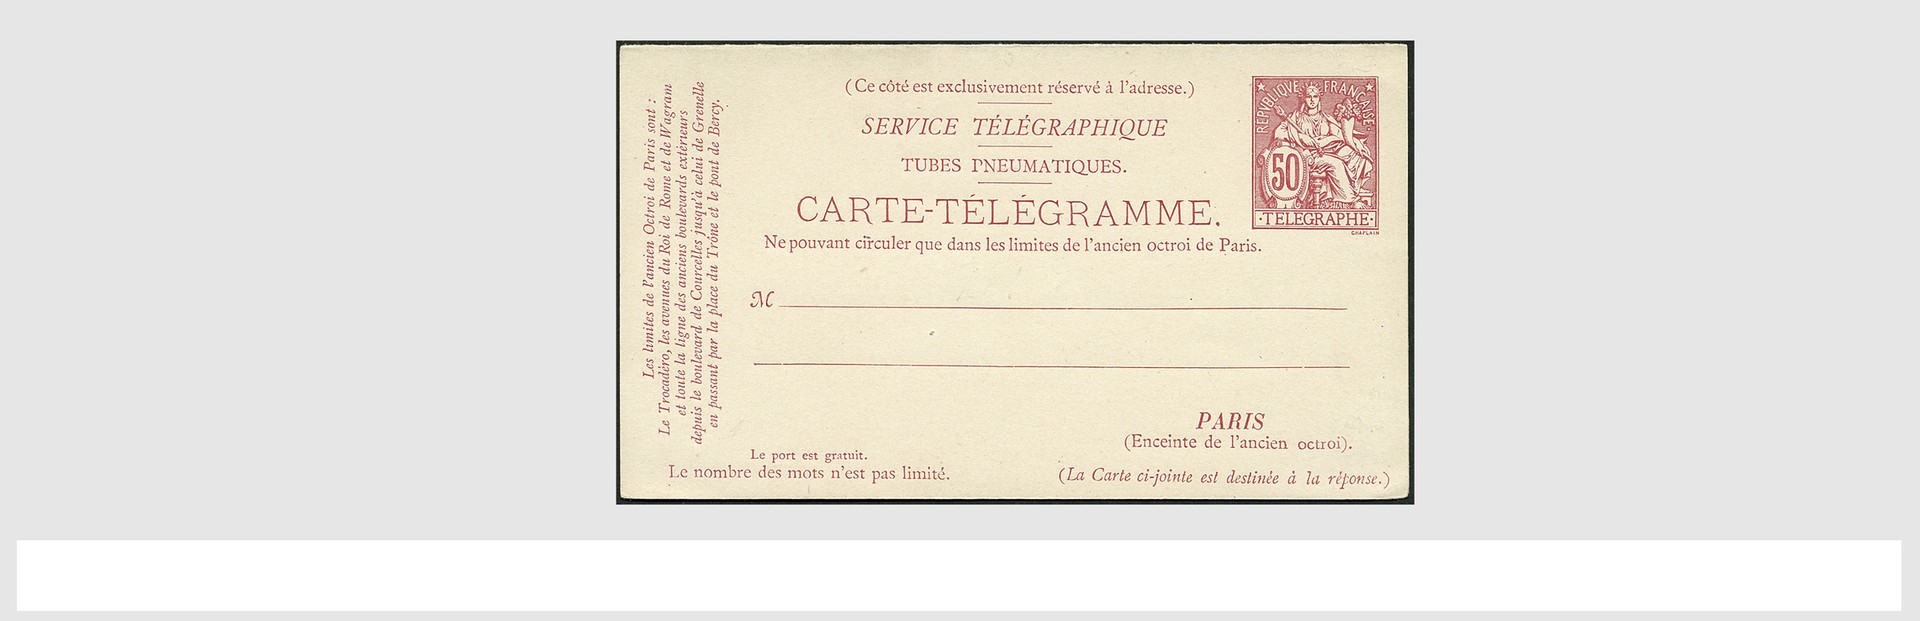 (Ce côté est exclusivement réservé à l'adresse.)
SERVICE TÉLÉGRAPHIQUE
TUBES PNEUMATIQUES.
CARTE-TÉLÉGRAMME.
Ne pouvant circuler que dans les limites de l'ancien octroi de Paris.
REPVBLIQVE FRANCAISE
50
·TELEGRAPHE·
CHAPLAIN
Les limites de l'ancien Octroi de Paris sont :
Le Trocadéro, les avenues du Roi de Rome et de Wagram
et toute la ligne des anciens boulevards extérieurs
depuis le boulevard de Courcelles jusqu'à celui de Grenelle
en passant par la place du Trône et le pont de Bercy.
M
PARIS
(Enceinte de l'ancien octroi).
Le port est gratuit.
Le nombre des mots n'est pas limité.
(La Carte ci-jointe est destinée à la réponse.)